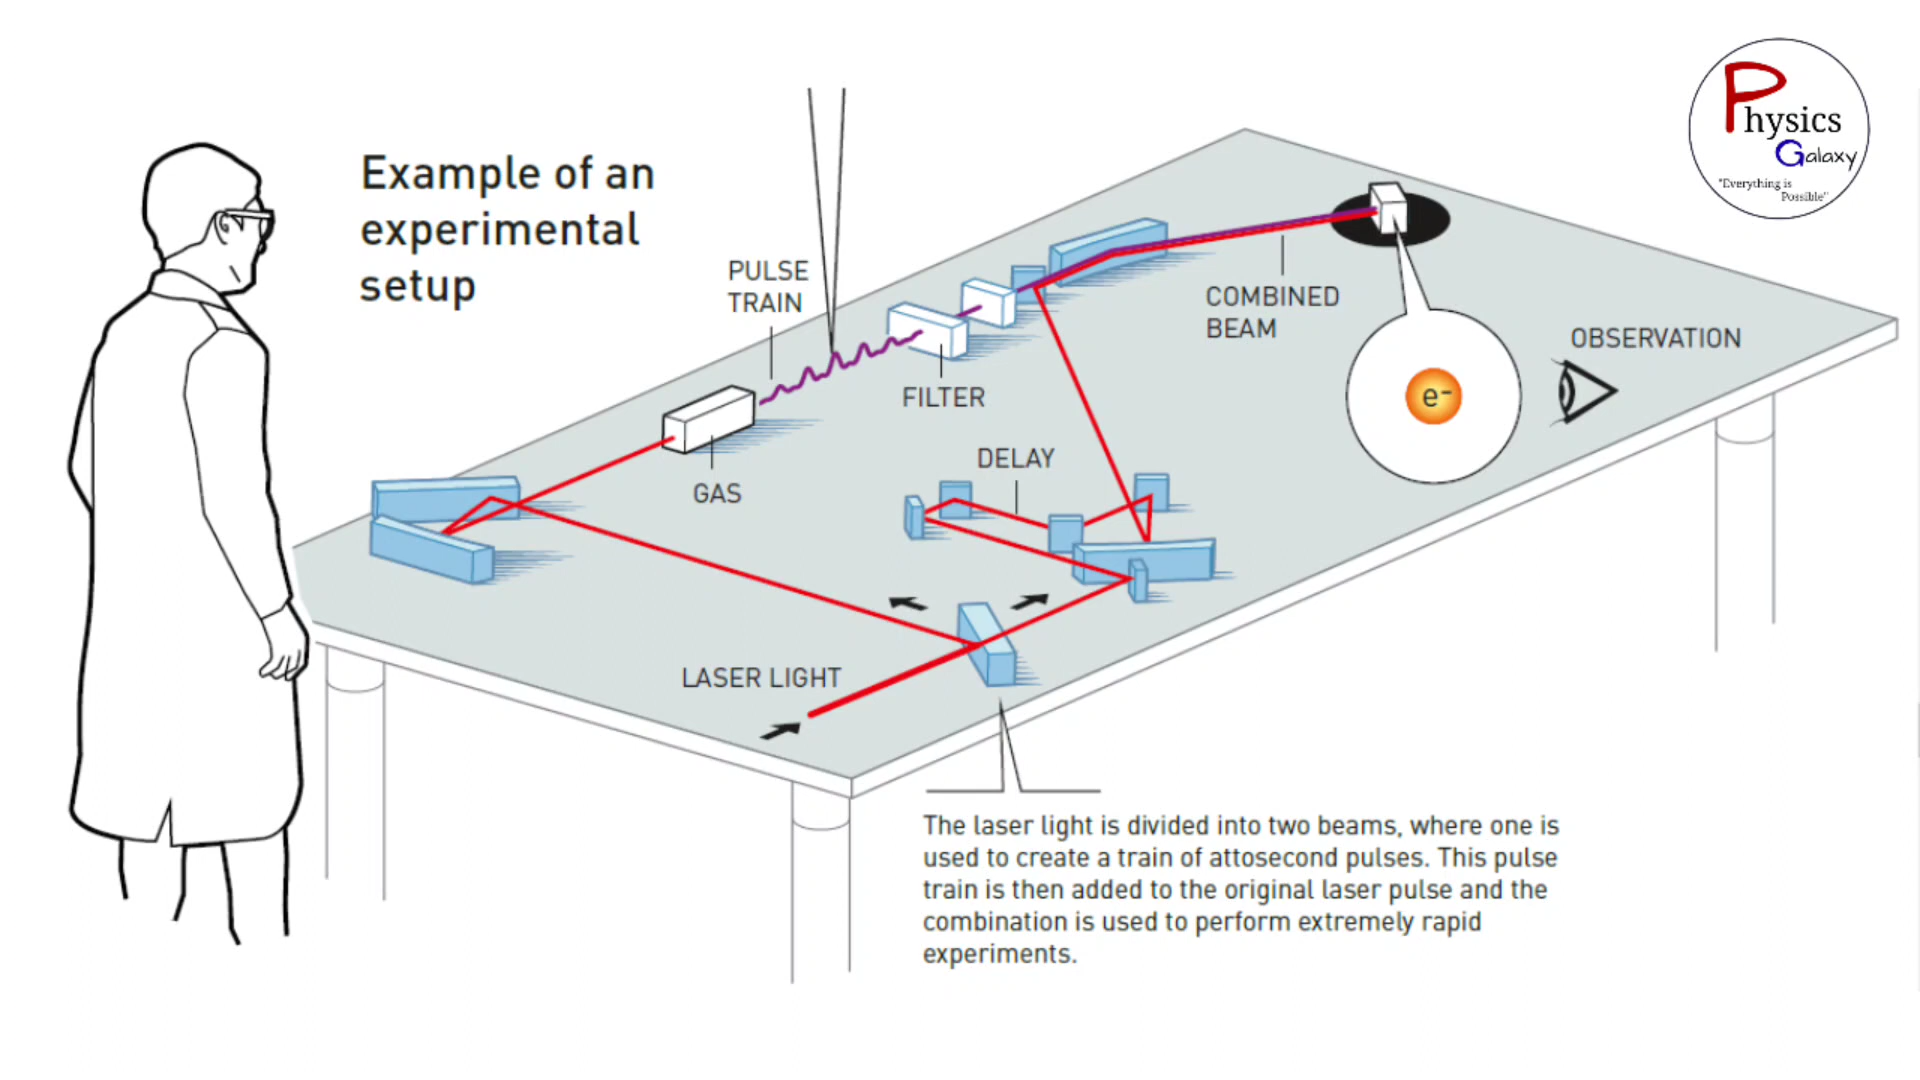 Physics
Galaxy
"Everything is
Possible"
Example of an
experimental
setup
PULSE
TRAIN
COMBINED
BEAM
OBSERVATION
FILTER
e-
DELAY
GAS
LASER LIGHT
The laser light is divided into two beams, where one is
used to create a train of attosecond pulses. This pulse
train is then added to the original laser pulse and the
combination is used to perform extremely rapid
experiments.